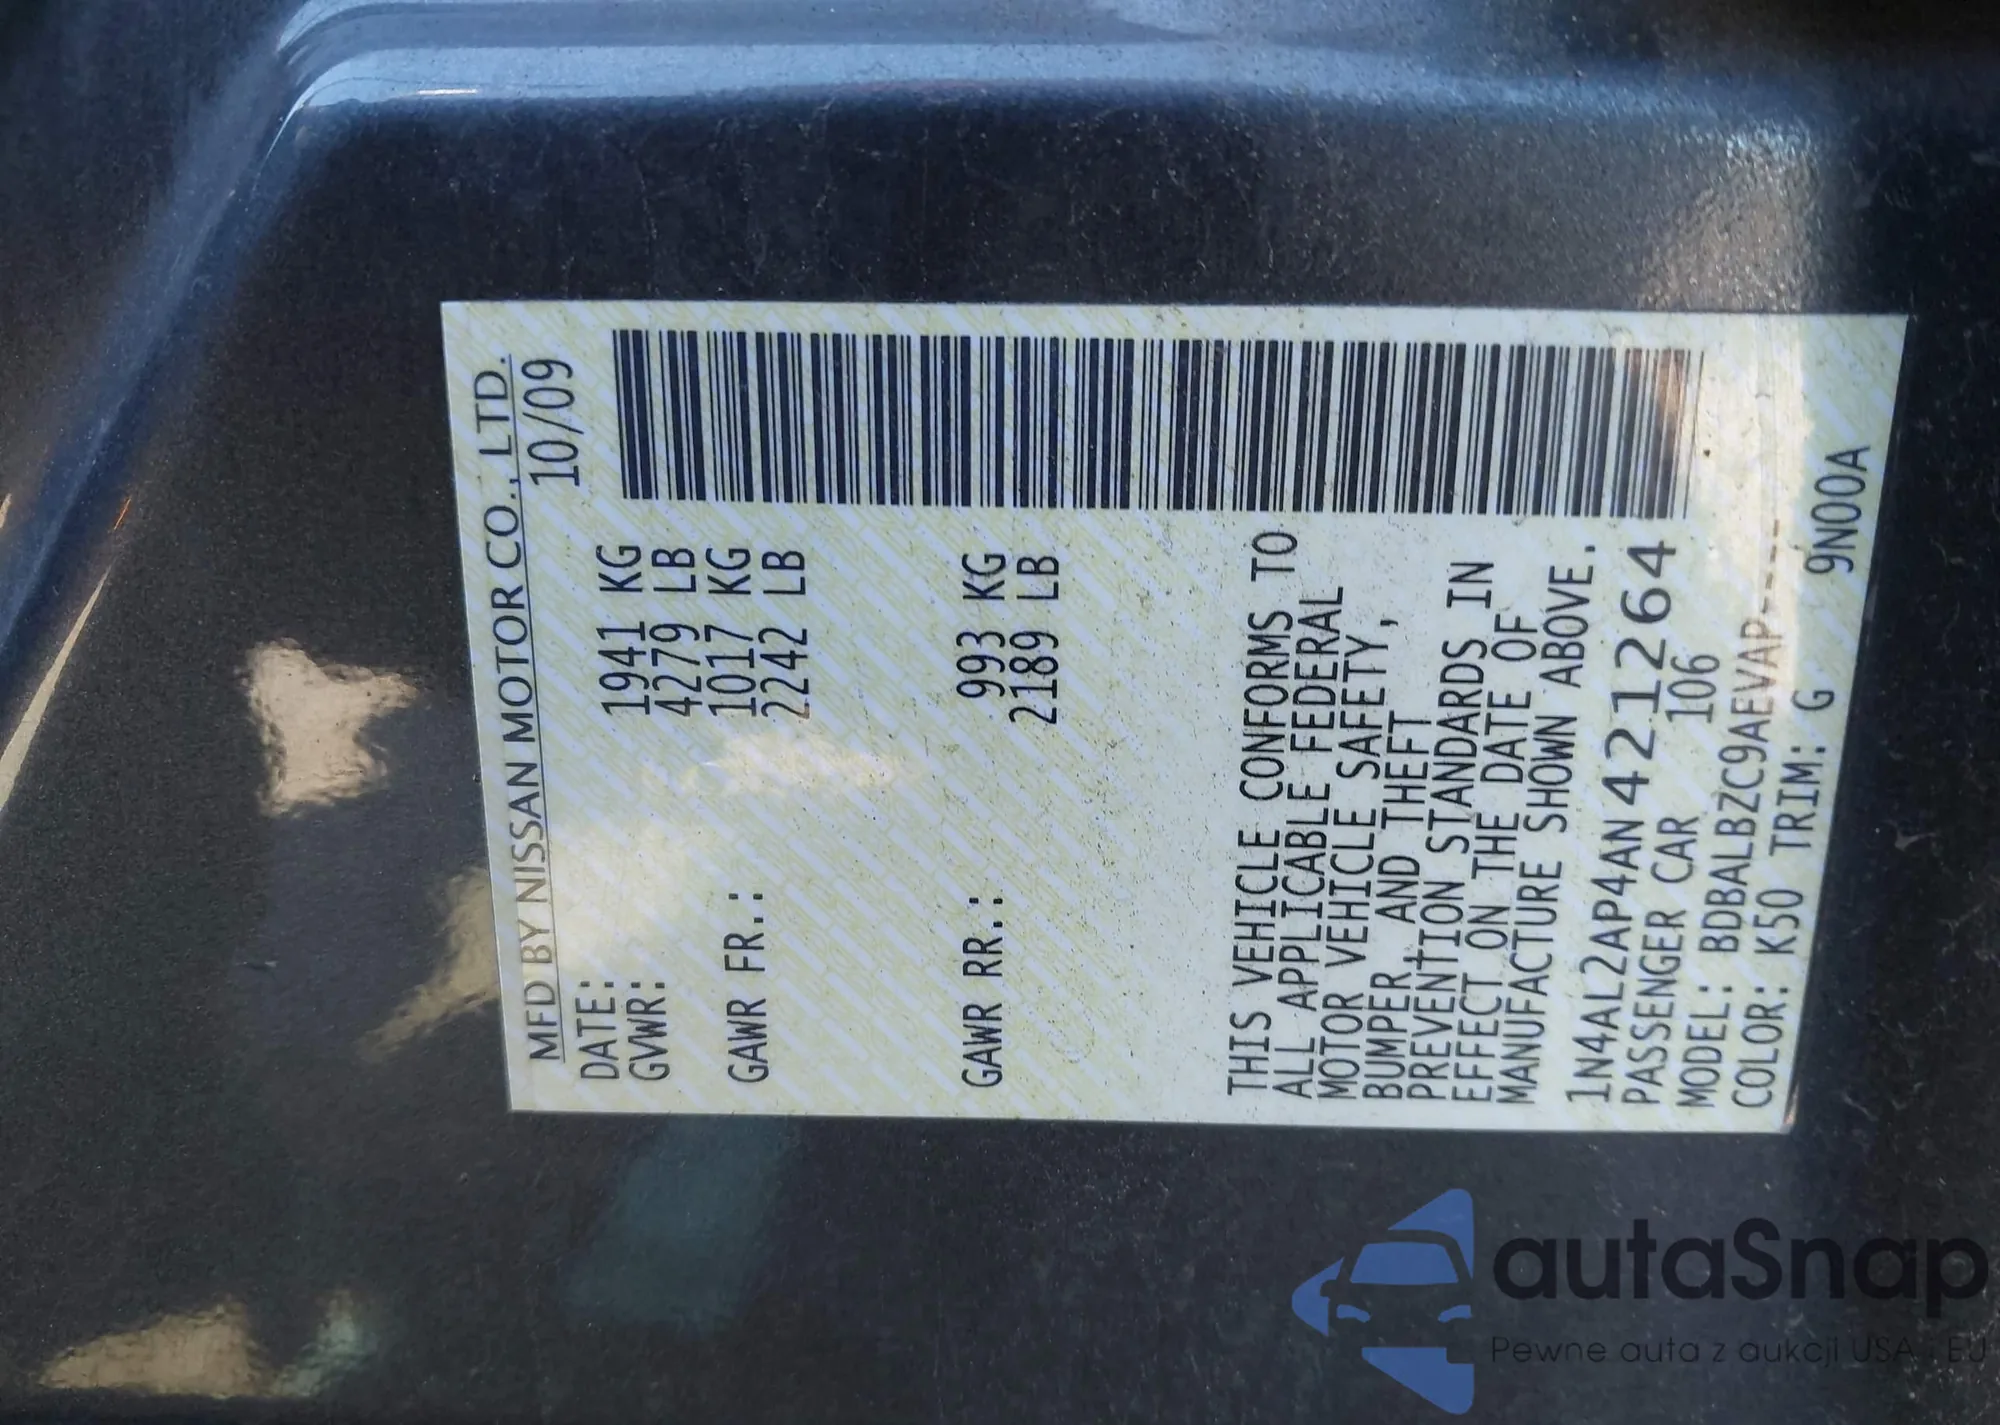 MFD BY NISSAN MOTOR CO., LTD.
DATE: 10/09
GVWR: 1941 KG
4279 LB
GAWR FR.: 1017 KG
2242 LB
GAWR RR.: 993 KG
2189 LB
THIS VEHICLE CONFORMS TO
ALL APPLICABLE FEDERAL
MOTOR VEHICLE SAFETY,
BUMPER, AND THEFT
PREVENTION STANDARDS IN
EFFECT ON THE DATE OF
MANUFACTURE SHOWN ABOVE.
1N4AL2AP4AN421264
PASSENGER CAR 106
MODEL: BDBALBZC9AEVAP-----
COLOR: K50 TRIM: G 9N00A
autaSnap
Pewne auta z aukcji USA i EU